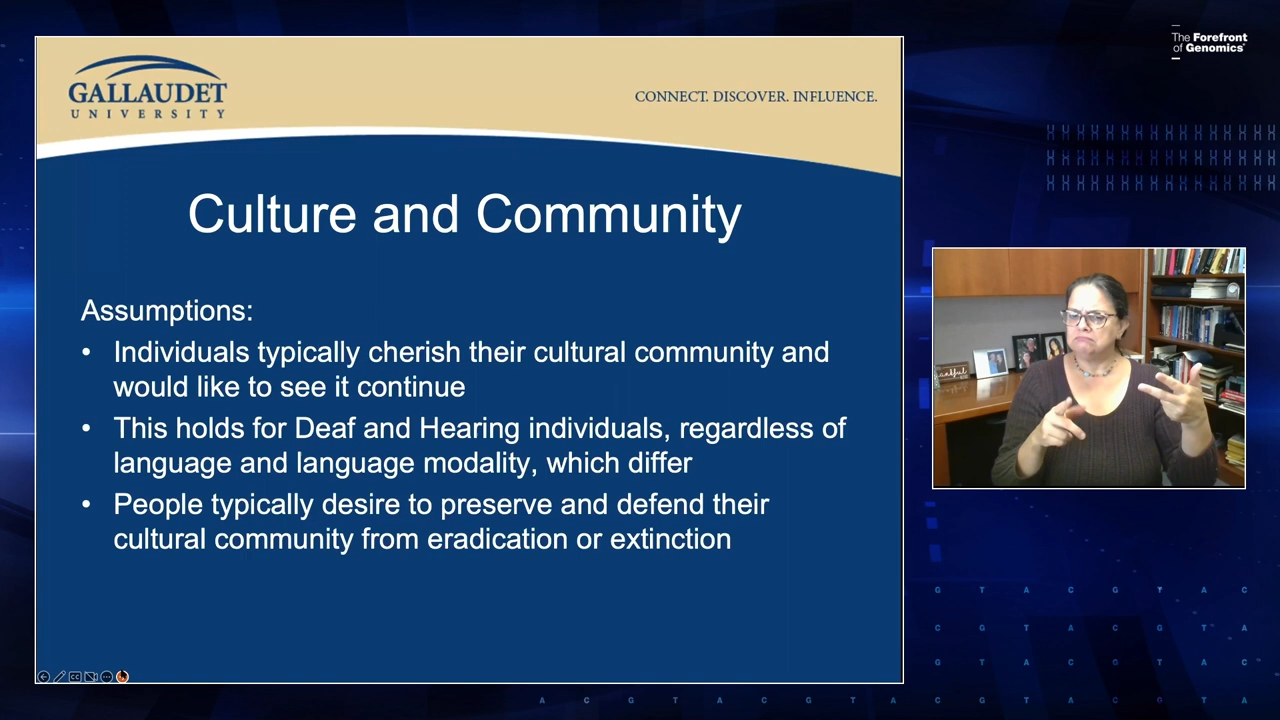 The Forefront
of Genomics®
GALLAUDET
UNIVERSITY
CONNECT. DISCOVER. INFLUENCE.
Culture and Community
Assumptions:
• Individuals typically cherish their cultural community and
would like to see it continue
• This holds for Deaf and Hearing individuals, regardless of
language and language modality, which differ
• People typically desire to preserve and defend their
cultural community from eradication or extinction
G T A C G T A C
C G T A C G T A
G T A C G T A C
A C G T A C G T A C G T A C G T A